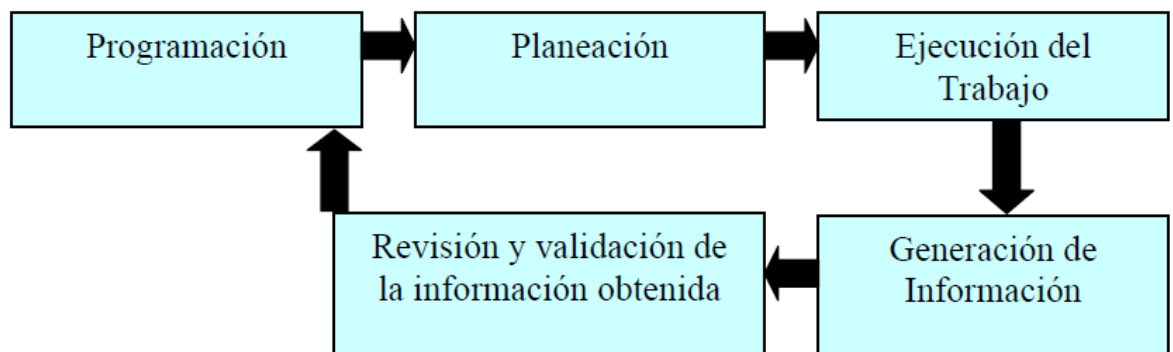 Programación
Planeación
Ejecución del
Trabajo
Revisión y validación de
la información obtenida
Generación de
Información